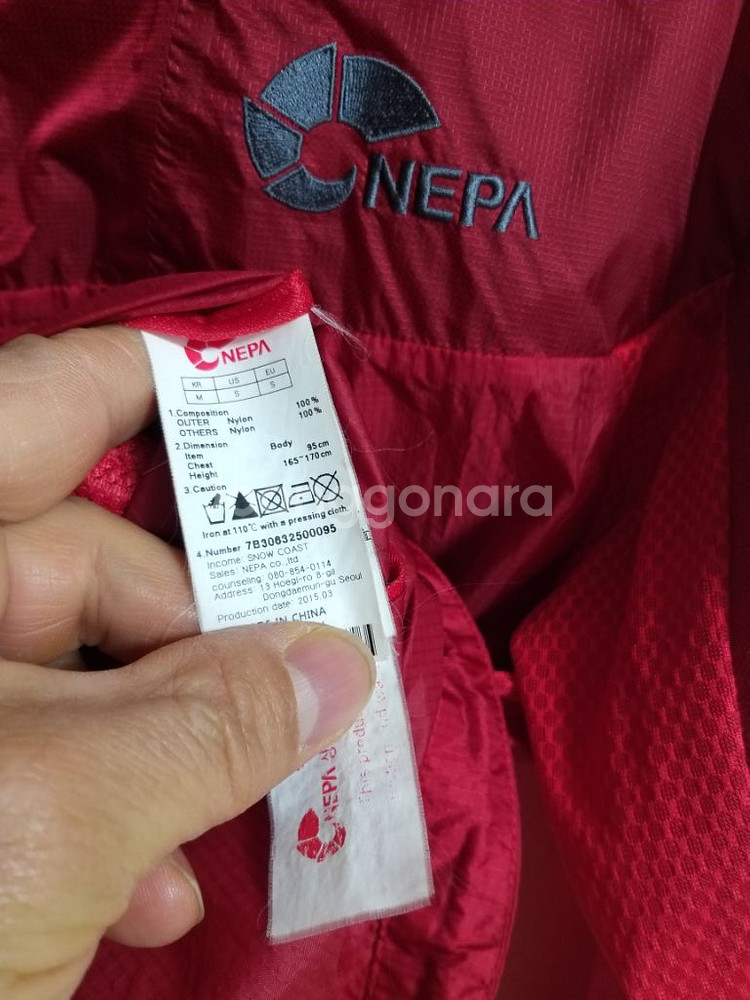 NEPA
NEPA
KR US EU
M S S
1.Composition
OUTER Nylon 100%
OTHERS Nylon 100%
2.Dimension
Item Body
Chest 95cm
Height 165~170cm
3.Caution
Iron at 110℃ with a pressing cloth.
4.Number 7B30632500095
Income: SNOW COAST
Sales: NEPA co.,ltd
counseling: 080-854-0114
Address: 13 Hoegi-ro 8-gil
Dongdaemun-gu Seoul
Production date: 2015.03
IN CHINA
NEPA
this
ggonara